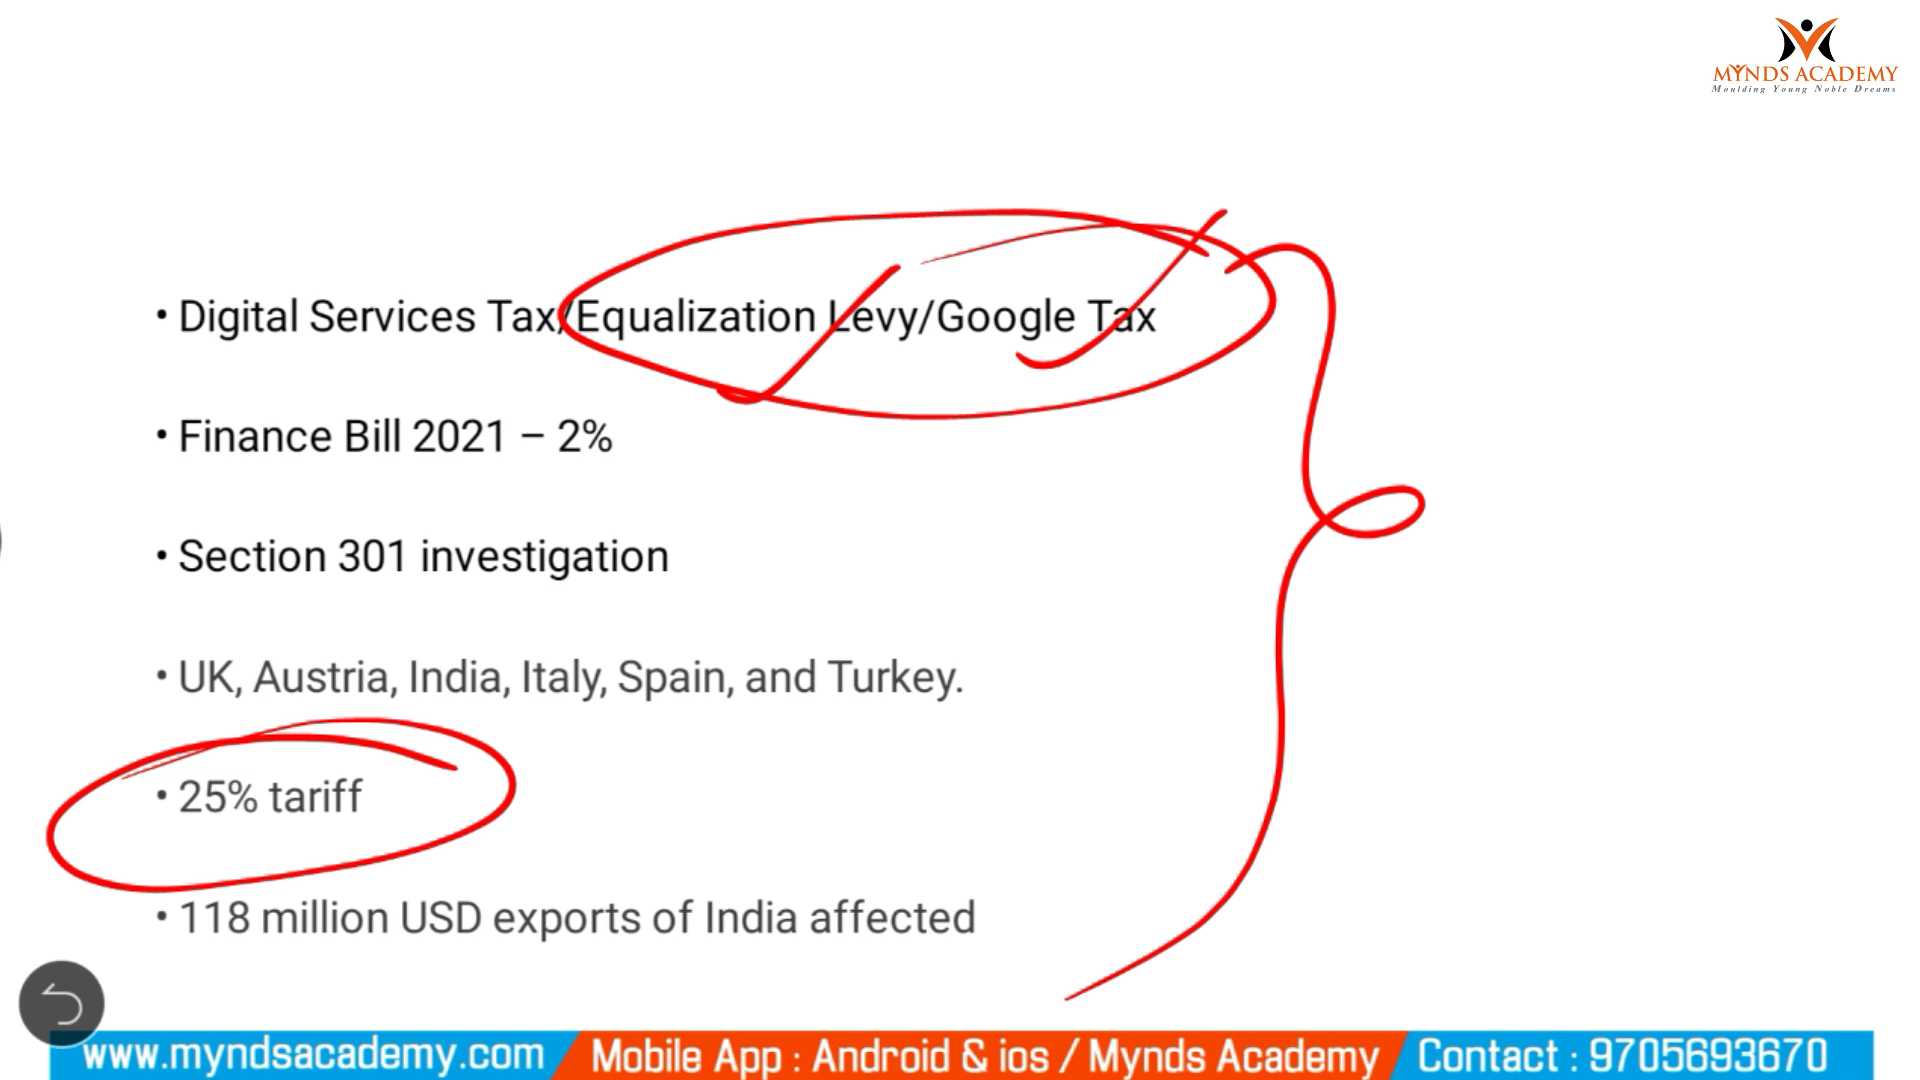 MYNDS ACADEMY
Moulding Young Noble Dreams
• Digital Services Tax/Equalization Levy/Google Tax
• Finance Bill 2021 – 2%
• Section 301 investigation
• UK, Austria, India, Italy, Spain, and Turkey.
• 25% tariff
• 118 million USD exports of India affected
www.myndsacademy.com Mobile App : Android & ios / Mynds Academy Contact : 9705693670